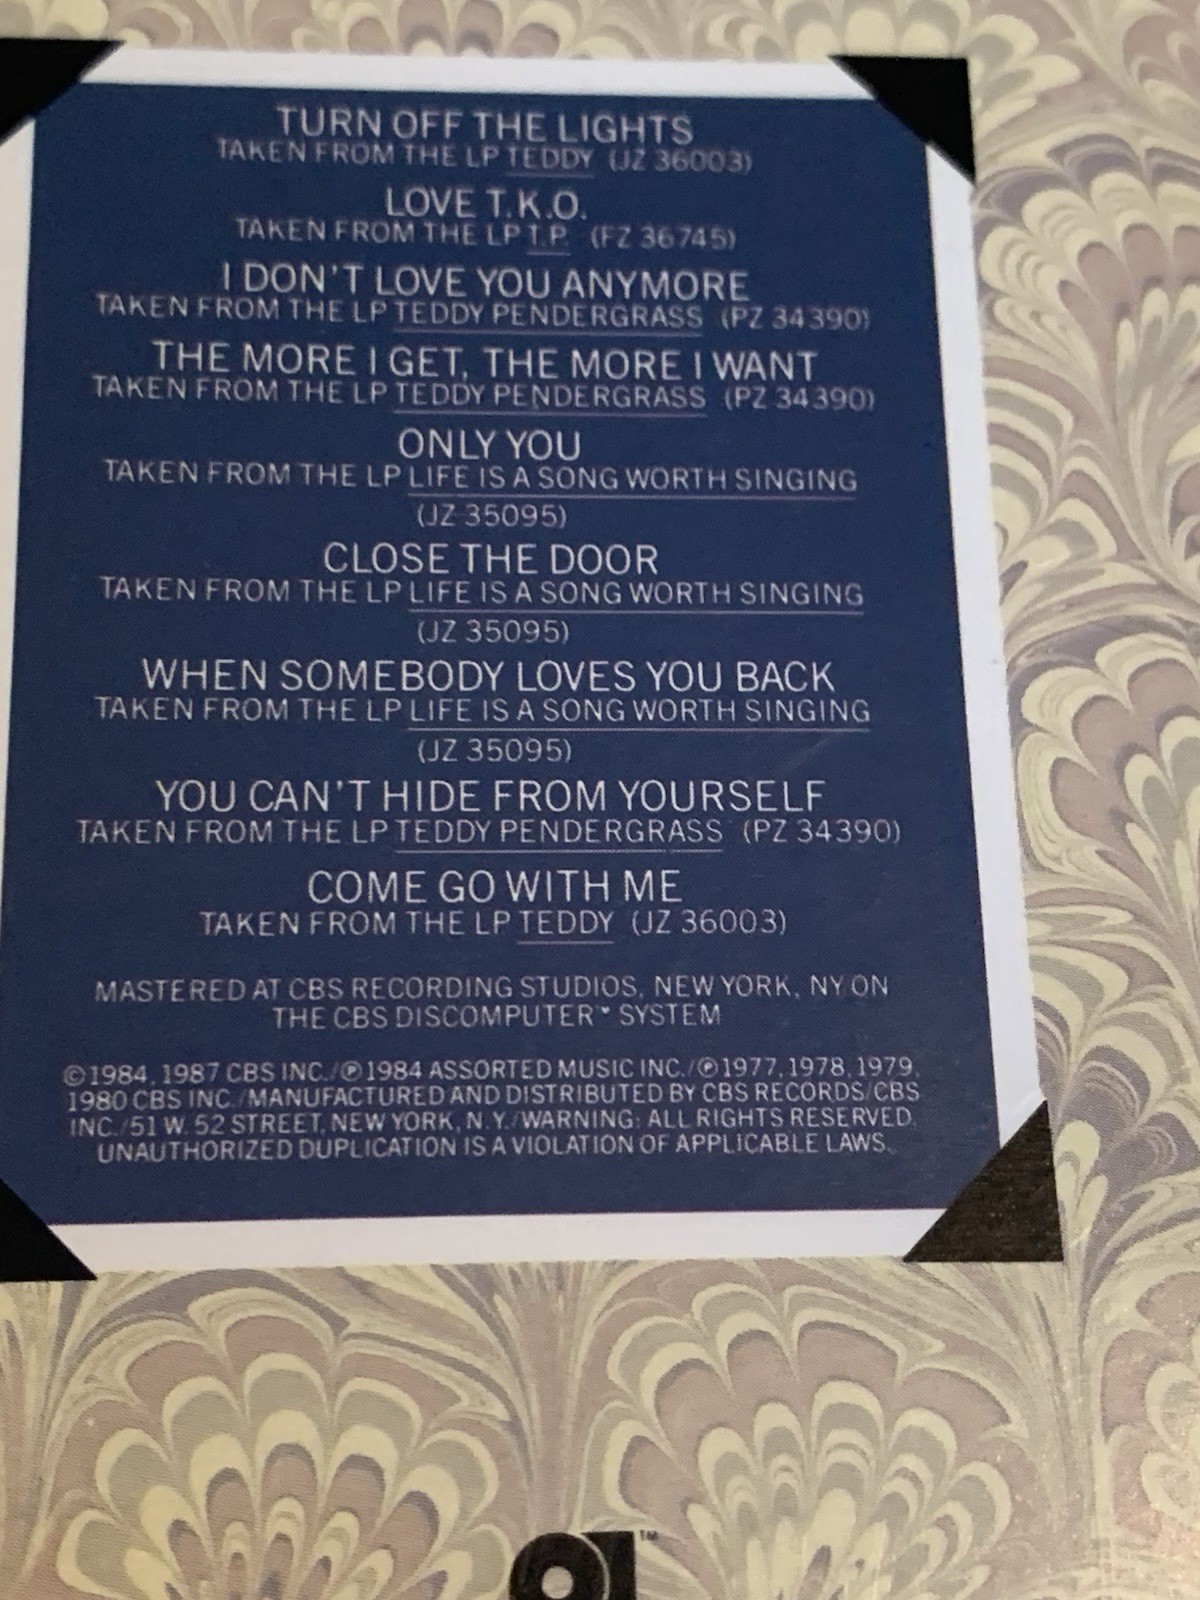 TURN OFF THE LIGHTS
TAKEN FROM THE LP TEDDY (JZ 36003)
LOVE T.K.O.
TAKEN FROM THE LP T.P. (FZ 36745)
I DON'T LOVE YOU ANYMORE
TAKEN FROM THE LP TEDDY PENDERGRASS (PZ 34390)
THE MORE I GET, THE MORE I WANT
TAKEN FROM THE LP TEDDY PENDERGRASS (PZ 34390)
ONLY YOU
TAKEN FROM THE LP LIFE IS A SONG WORTH SINGING
(JZ 35095)
CLOSE THE DOOR
TAKEN FROM THE LP LIFE IS A SONG WORTH SINGING
(JZ 35095)
WHEN SOMEBODY LOVES YOU BACK
TAKEN FROM THE LP LIFE IS A SONG WORTH SINGING
(JZ 35095)
YOU CAN'T HIDE FROM YOURSELF
TAKEN FROM THE LP TEDDY PENDERGRASS (PZ 34390)
COME GO WITH ME
TAKEN FROM THE LP TEDDY (JZ 36003)
MASTERED AT CBS RECORDING STUDIOS, NEW YORK, NY ON
THE CBS DISCOMPUTER™ SYSTEM
©1984, 1987 CBS INC./℗1984 ASSORTED MUSIC INC./℗1977, 1978, 1979,
1980 CBS INC./MANUFACTURED AND DISTRIBUTED BY CBS RECORDS/CBS
INC./51 W. 52 STREET, NEW YORK, N.Y./WARNING: ALL RIGHTS RESERVED.
UNAUTHORIZED DUPLICATION IS A VIOLATION OF APPLICABLE LAWS.
™